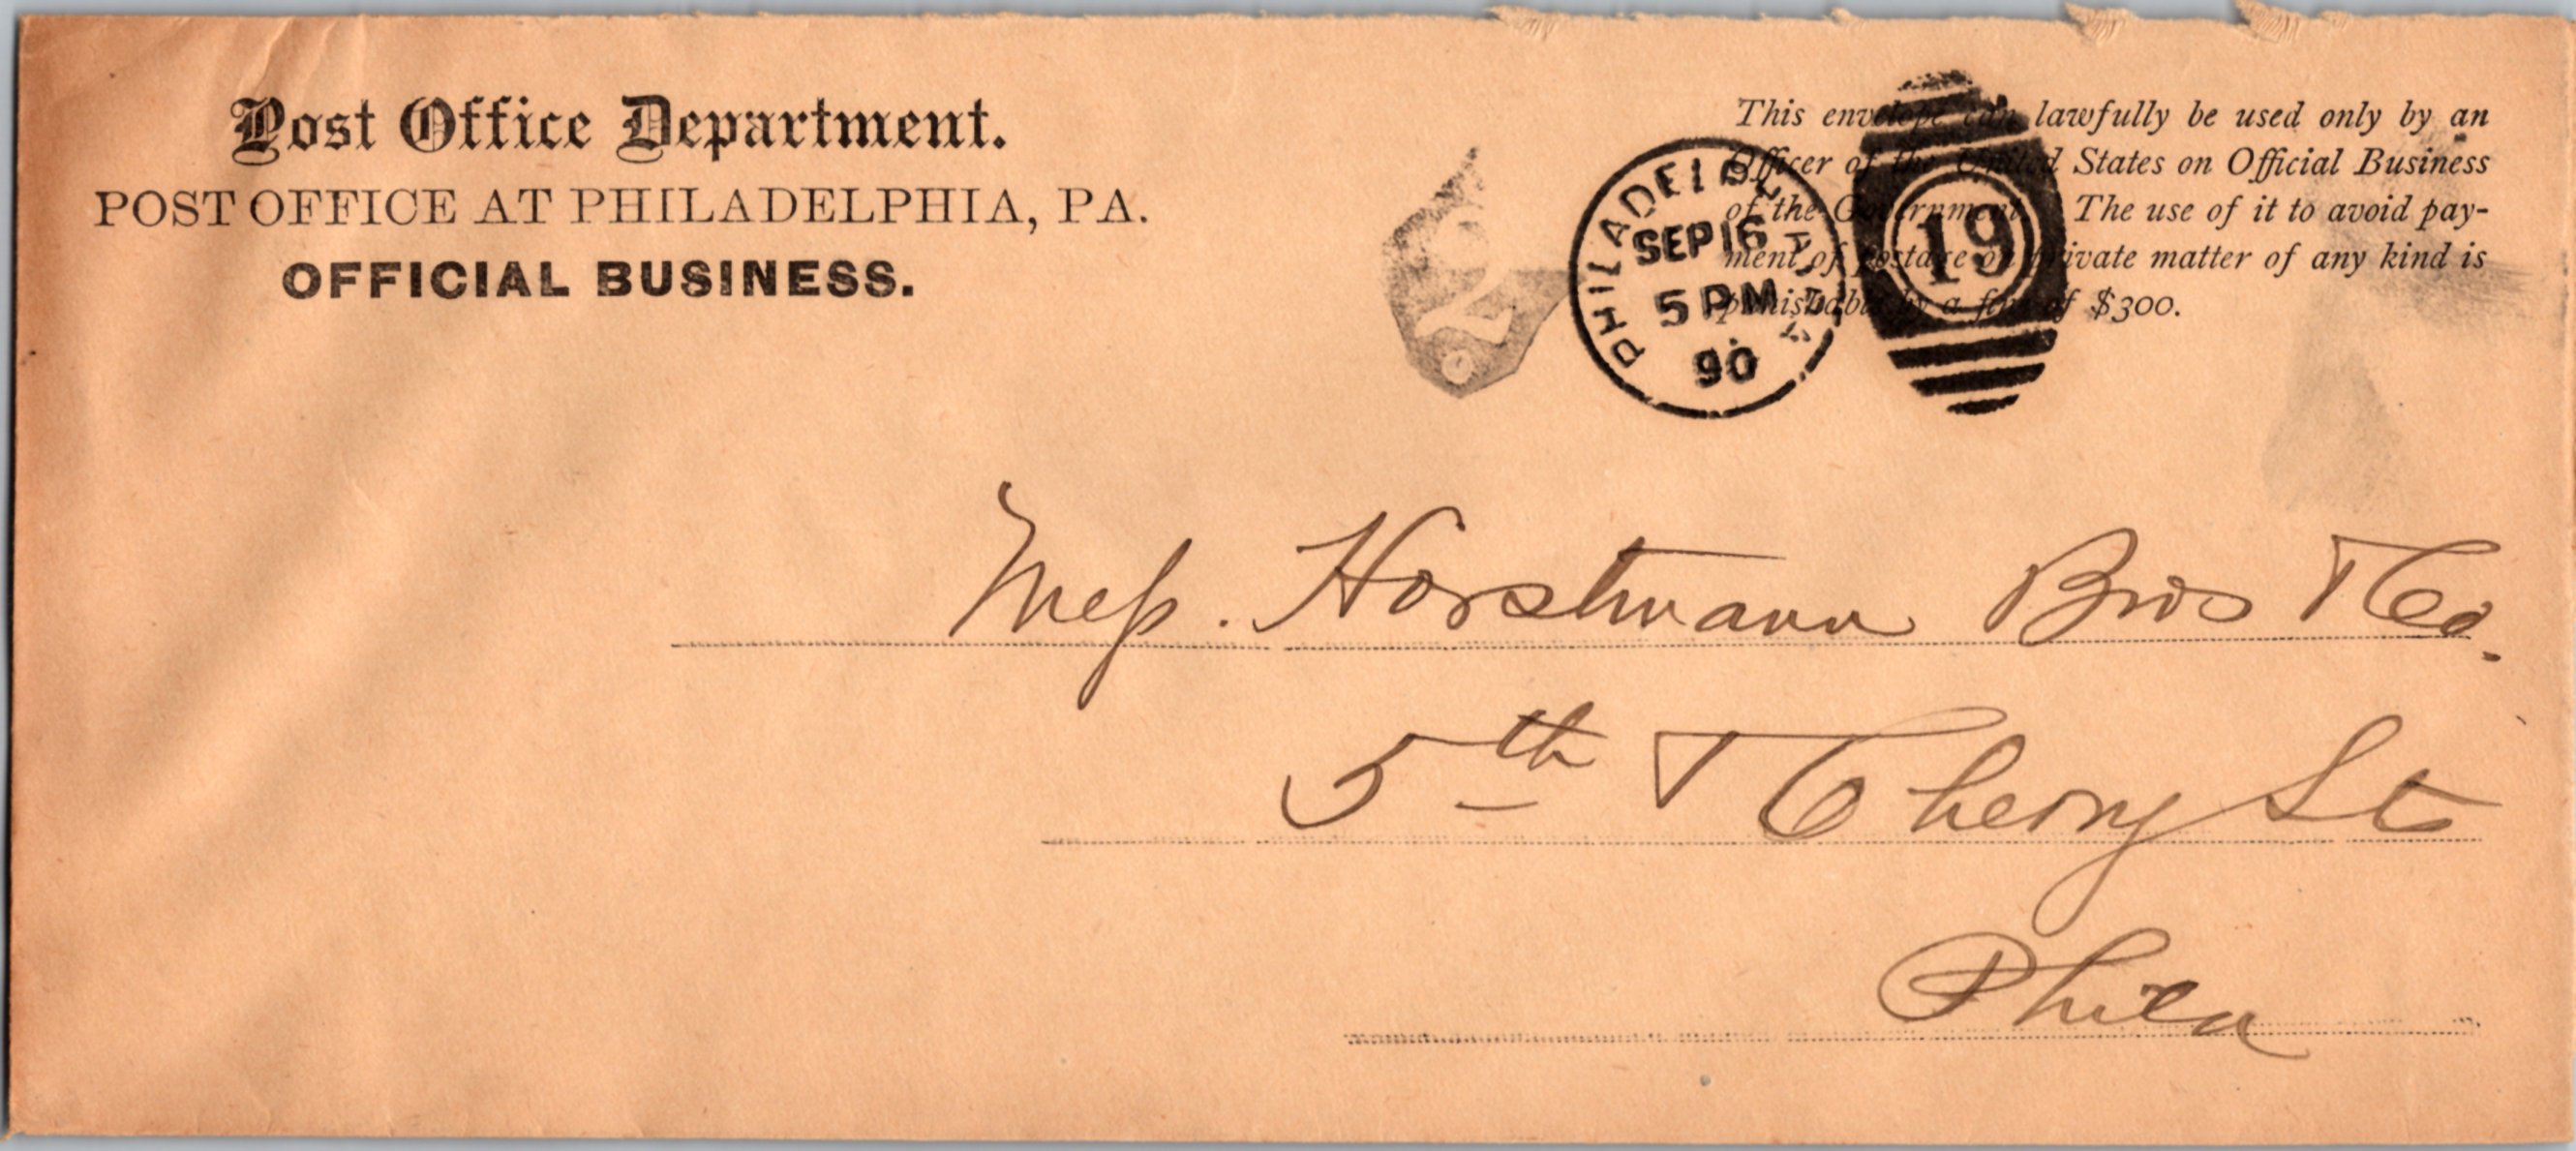 Post Office Department.
POST OFFICE AT PHILADELPHIA, PA.
OFFICIAL BUSINESS.
This envelope can lawfully be used only by an
Officer of the United States on Official Business
of the Government. The use of it to avoid pay-
ment of postage on private matter of any kind is
punishable by a fine of $300.
PHILADELPHIA PA
SEP 16
5 PM
90
19
2
Mess. Horstmann Bros & Co.
5th & Cherry St
Phila